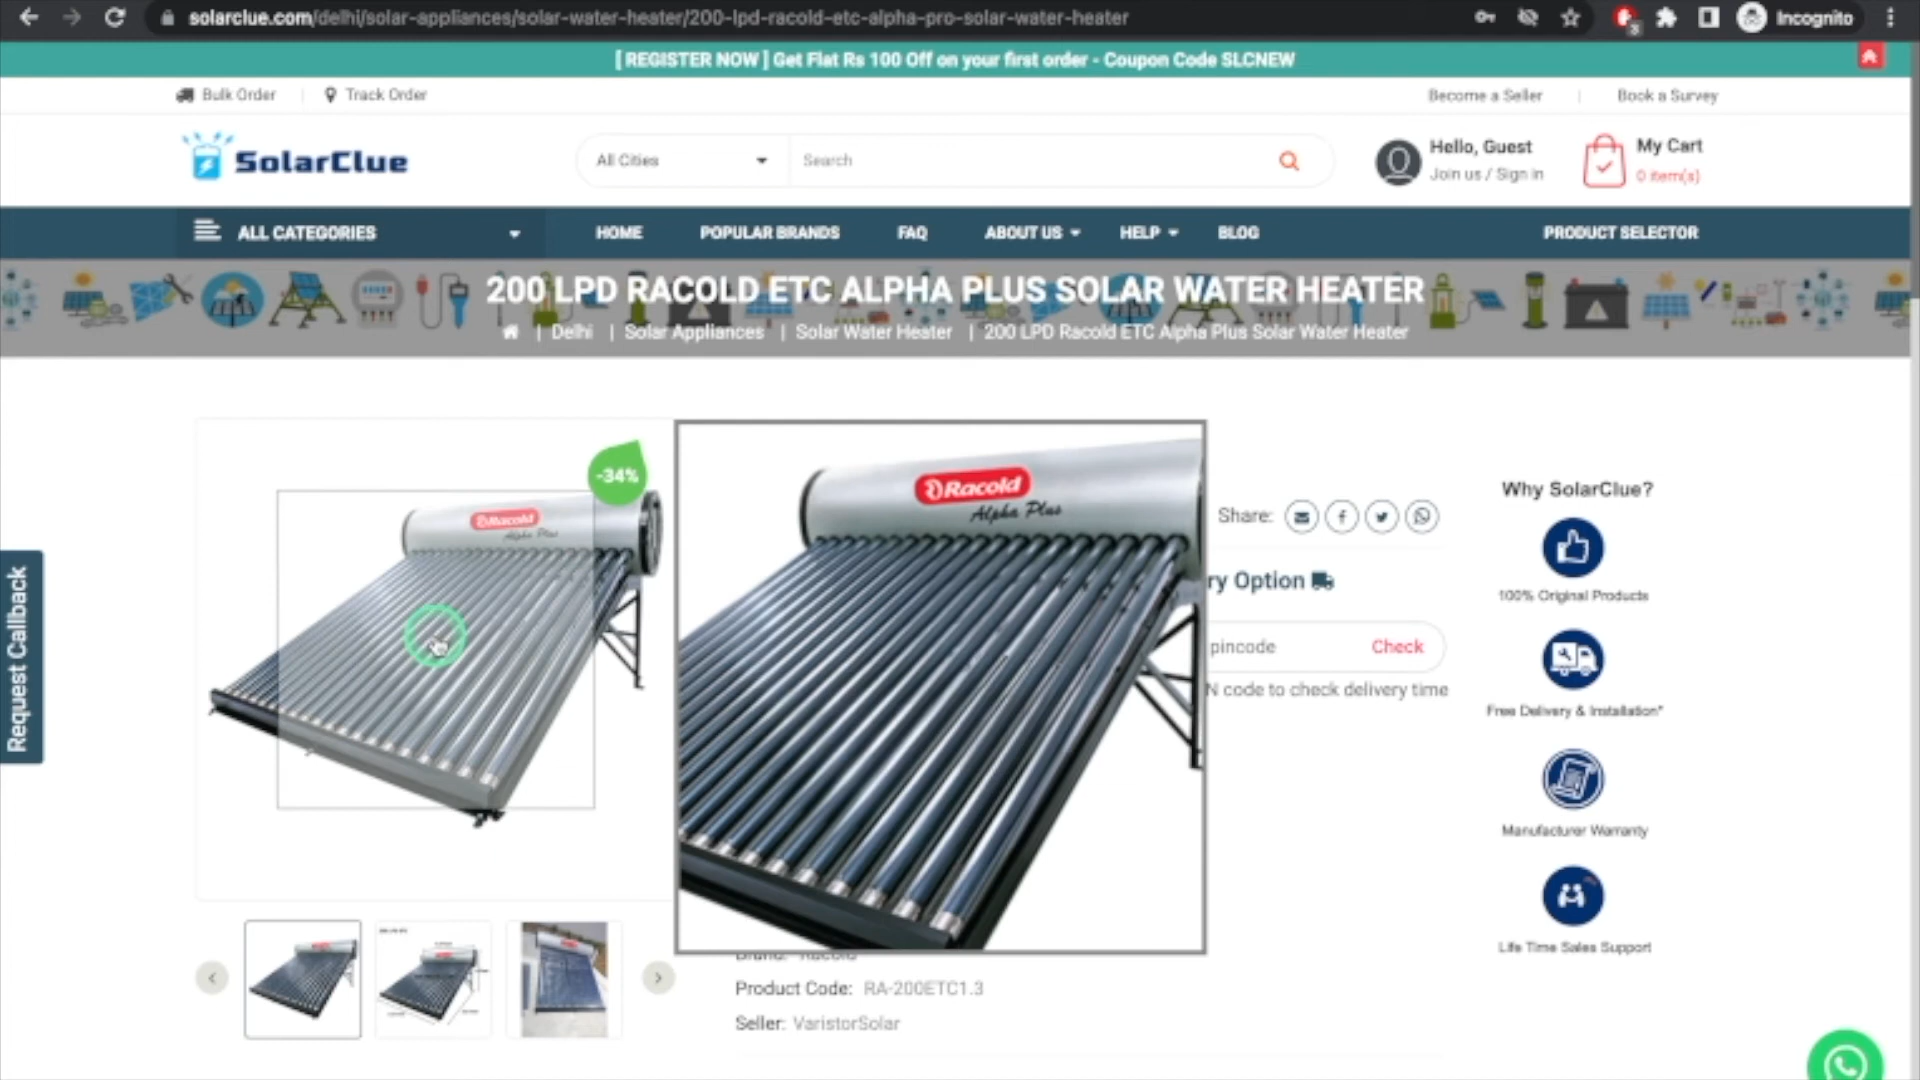 solarclue.com/delhi/solar-appliances/solar-water-heater/200-lpd-racold-etc-alpha-pro-solar-water-heater
Incognito
[ REGISTER NOW ] Get Flat Rs 100 Off on your first order - Coupon Code SLCNEW
Bulk Order
Track Order
Become a Seller
Book a Survey
SolarClue
All Cities
Search
Hello, Guest
Join us / Sign in
My Cart
0 item(s)
ALL CATEGORIES
HOME
POPULAR BRANDS
FAQ
ABOUT US
HELP
BLOG
PRODUCT SELECTOR
200 LPD RACOLD ETC ALPHA PLUS SOLAR WATER HEATER
| Delhi | Solar Appliances | Solar Water Heater | 200 LPD Racold ETC Alpha Plus Solar Water Heater
-34%
Racold
Alpha Plus
Racold
Alpha Plus
Share:
ry Option
pincode
Check
N code to check delivery time
Why SolarClue?
100% Original Products
Free Delivery & Installation*
Manufacturer Warranty
Life Time Sales Support
Request Callback
Brand: Racold
Product Code: RA-200ETC1.3
Seller: VaristorSolar